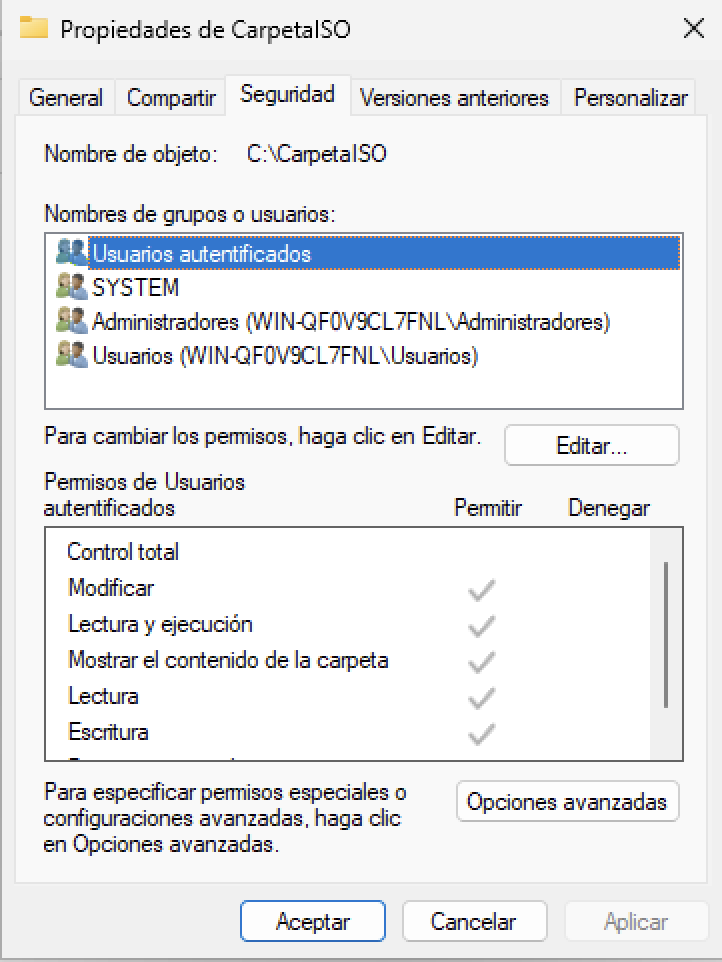 Propiedades de CarpetaISO
General Compartir Seguridad Versiones anteriores Personalizar
Nombre de objeto: C:\CarpetaISO
Nombres de grupos o usuarios:
Usuarios autentificados
SYSTEM
Administradores (WIN-QF0V9CL7FNL\Administradores)
Usuarios (WIN-QF0V9CL7FNL\Usuarios)
Para cambiar los permisos, haga clic en Editar. Editar...
Permisos de Usuarios
autentificados Permitir Denegar
Control total
Modificar
Lectura y ejecución
Mostrar el contenido de la carpeta
Lectura
Escritura
Para especificar permisos especiales o
configuraciones avanzadas, haga clic
en Opciones avanzadas.
Opciones avanzadas
Aceptar Cancelar Aplicar